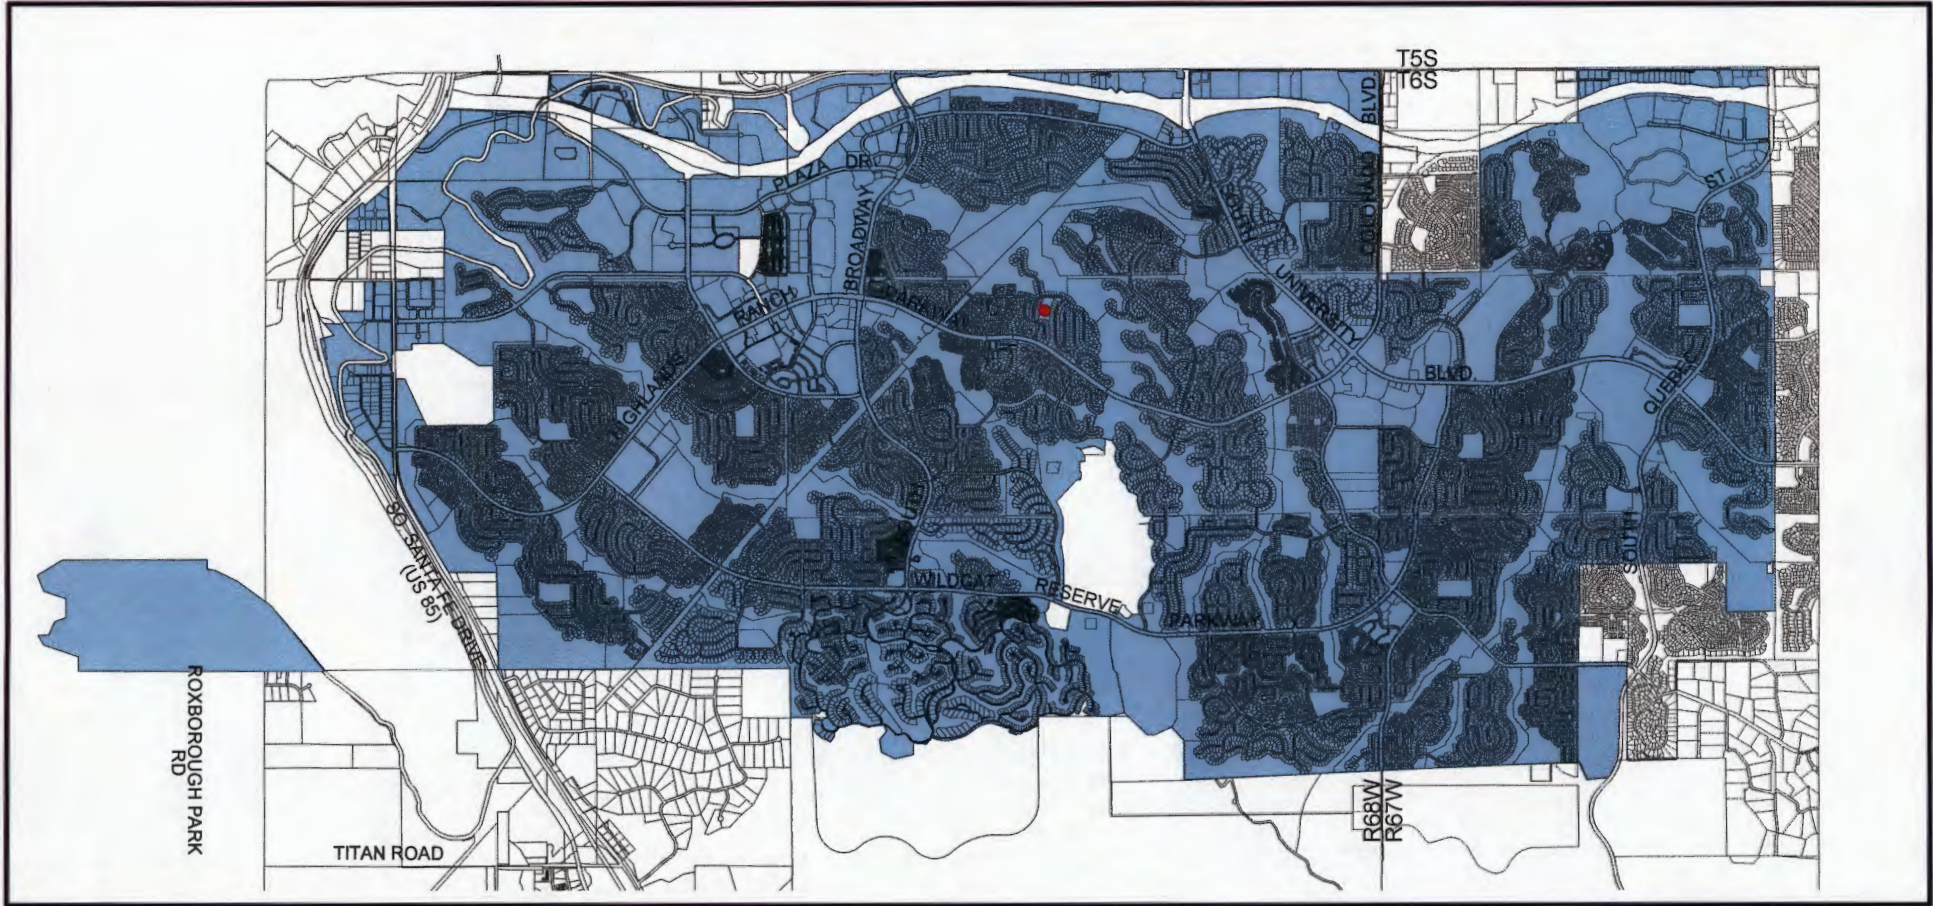 T5S
T6S
PLAZA DR.
BROADWAY
SOUTH
COLORADO BLVD.
ST.
UNIVERSITY
HIGHLANDS
RANCH
PARKWAY
BLVD.
QUEBEC
SOUTH
SOUTH
SO. SANTA FE DRIVE
(US 85)
WILDCAT
RESERVE
PARKWAY
ROXBOROUGH PARK
RD
TITAN ROAD
R68W
R67W